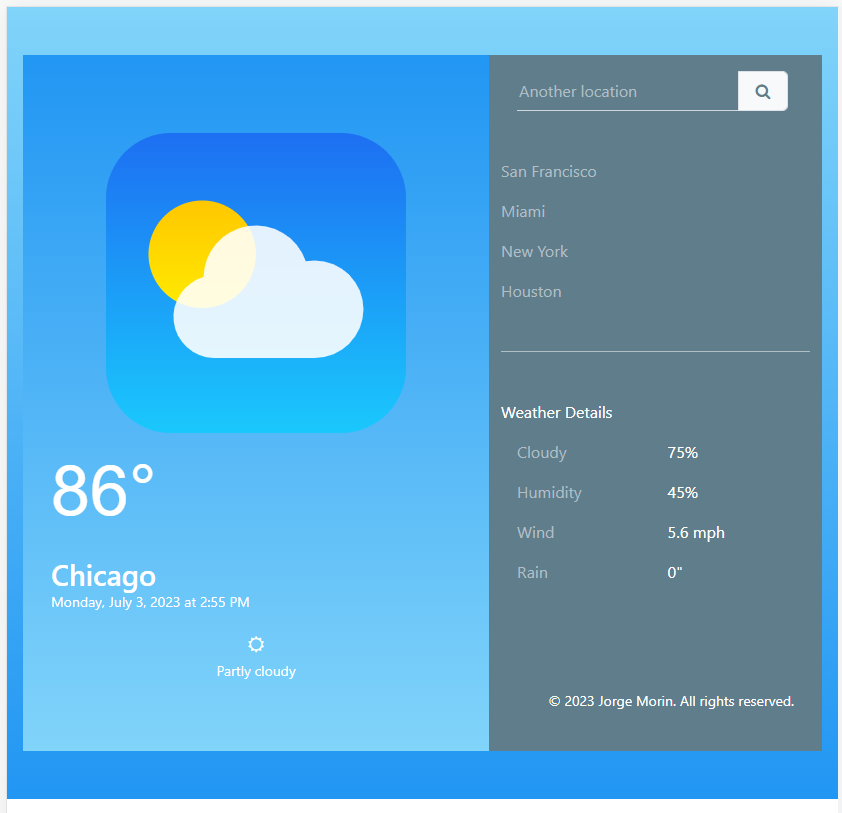 86°
Chicago
Monday, July 3, 2023 at 2:55 PM
Partly cloudy
Another location
San Francisco
Miami
New York
Houston
Weather Details
Cloudy 75%
Humidity 45%
Wind 5.6 mph
Rain 0"
© 2023 Jorge Morin. All rights reserved.